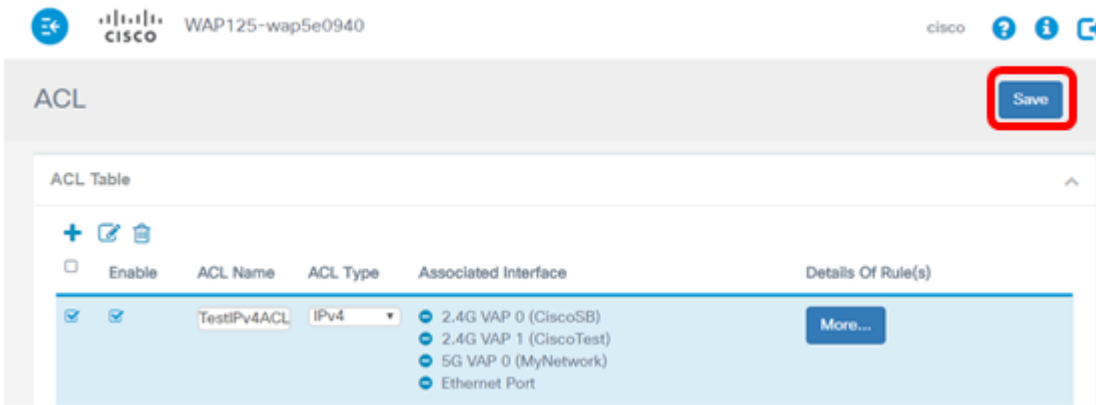 cisco WAP125-wap5e0940 cisco
ACL Save
ACL Table
Enable ACL Name ACL Type Associated Interface Details Of Rule(s)
TestIPv4ACL IPv4 2.4G VAP 0 (CiscoSB) More...
2.4G VAP 1 (CiscoTest)
5G VAP 0 (MyNetwork)
Ethernet Port